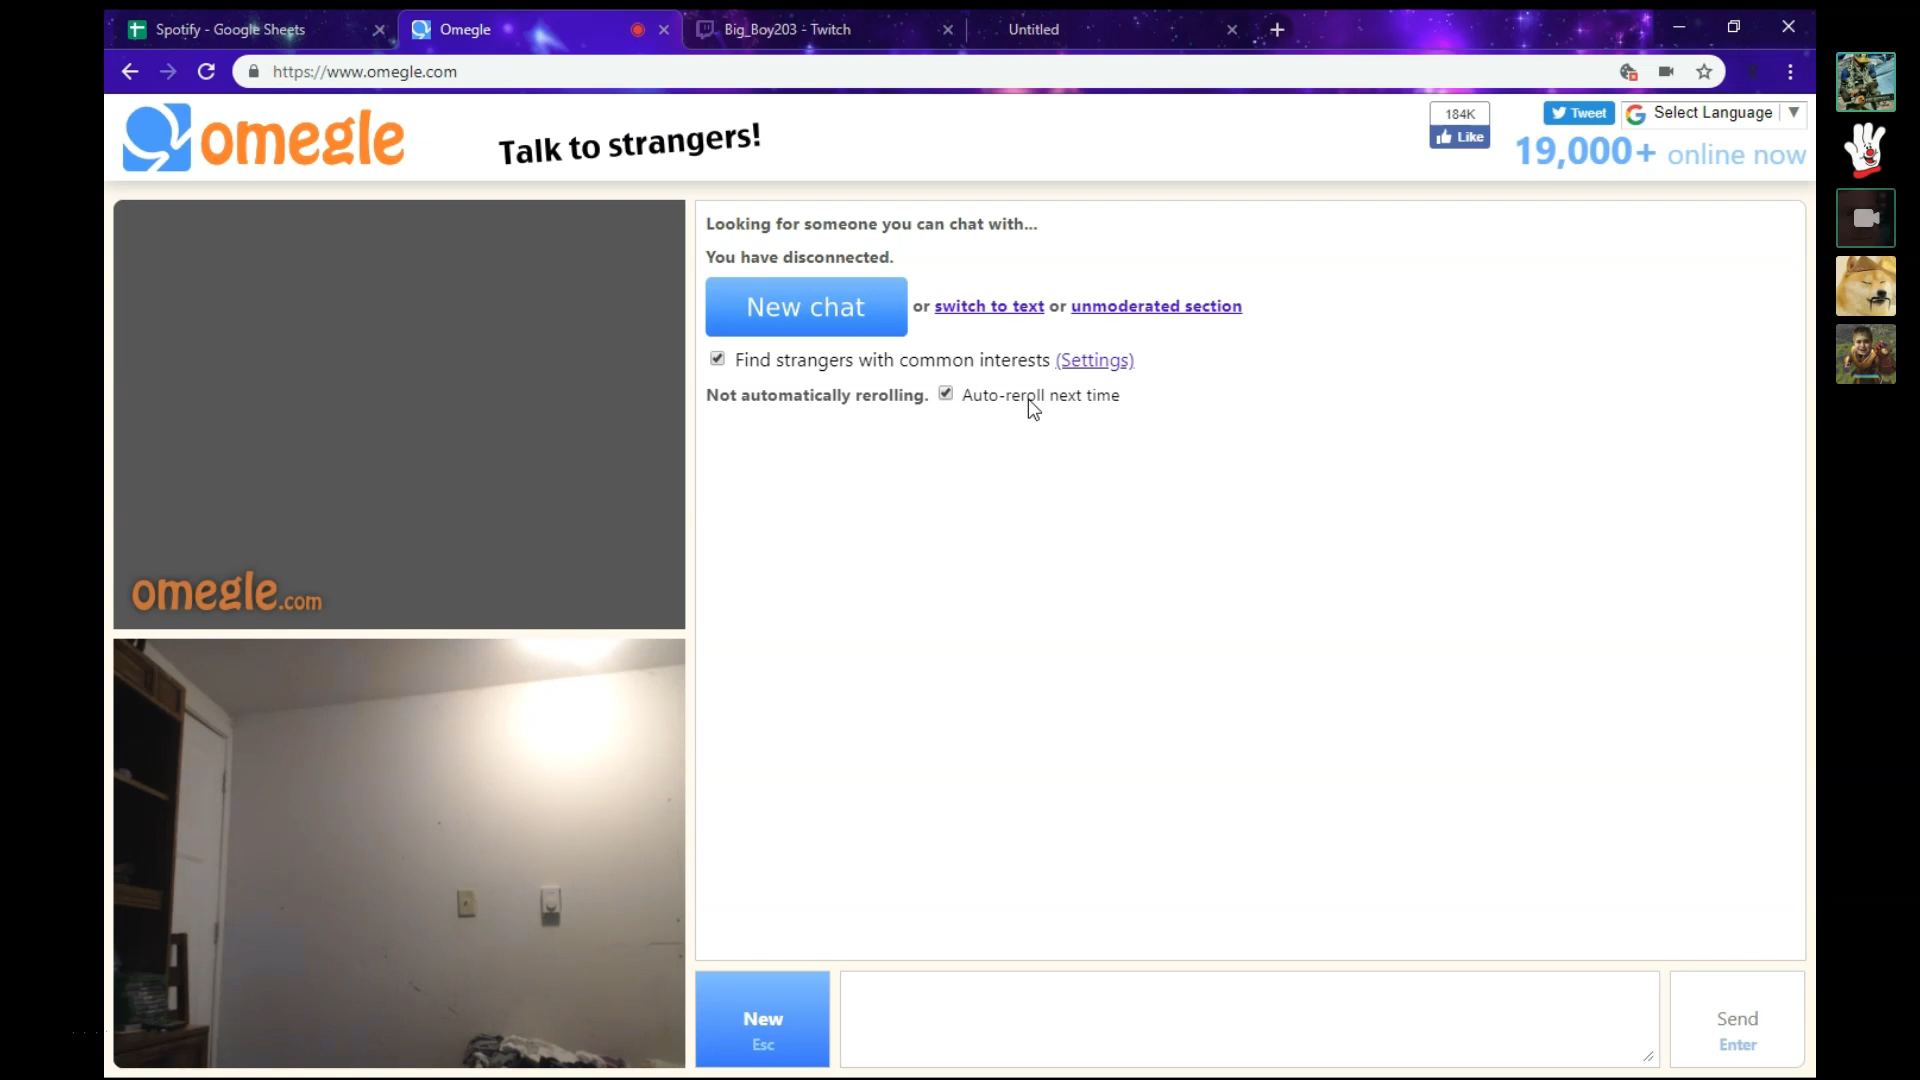 Spotify - Google Sheets
Omegle
Big_Boy203 - Twitch
Untitled
https://www.omegle.com
omegle
Talk to strangers!
184K
Like
Tweet
Select Language
19,000+ online now
Looking for someone you can chat with...
You have disconnected.
New chat or switch to text or unmoderated section
Find strangers with common interests (Settings)
Not automatically rerolling. Auto-reroll next time
omegle.com
New
Esc
Send
Enter